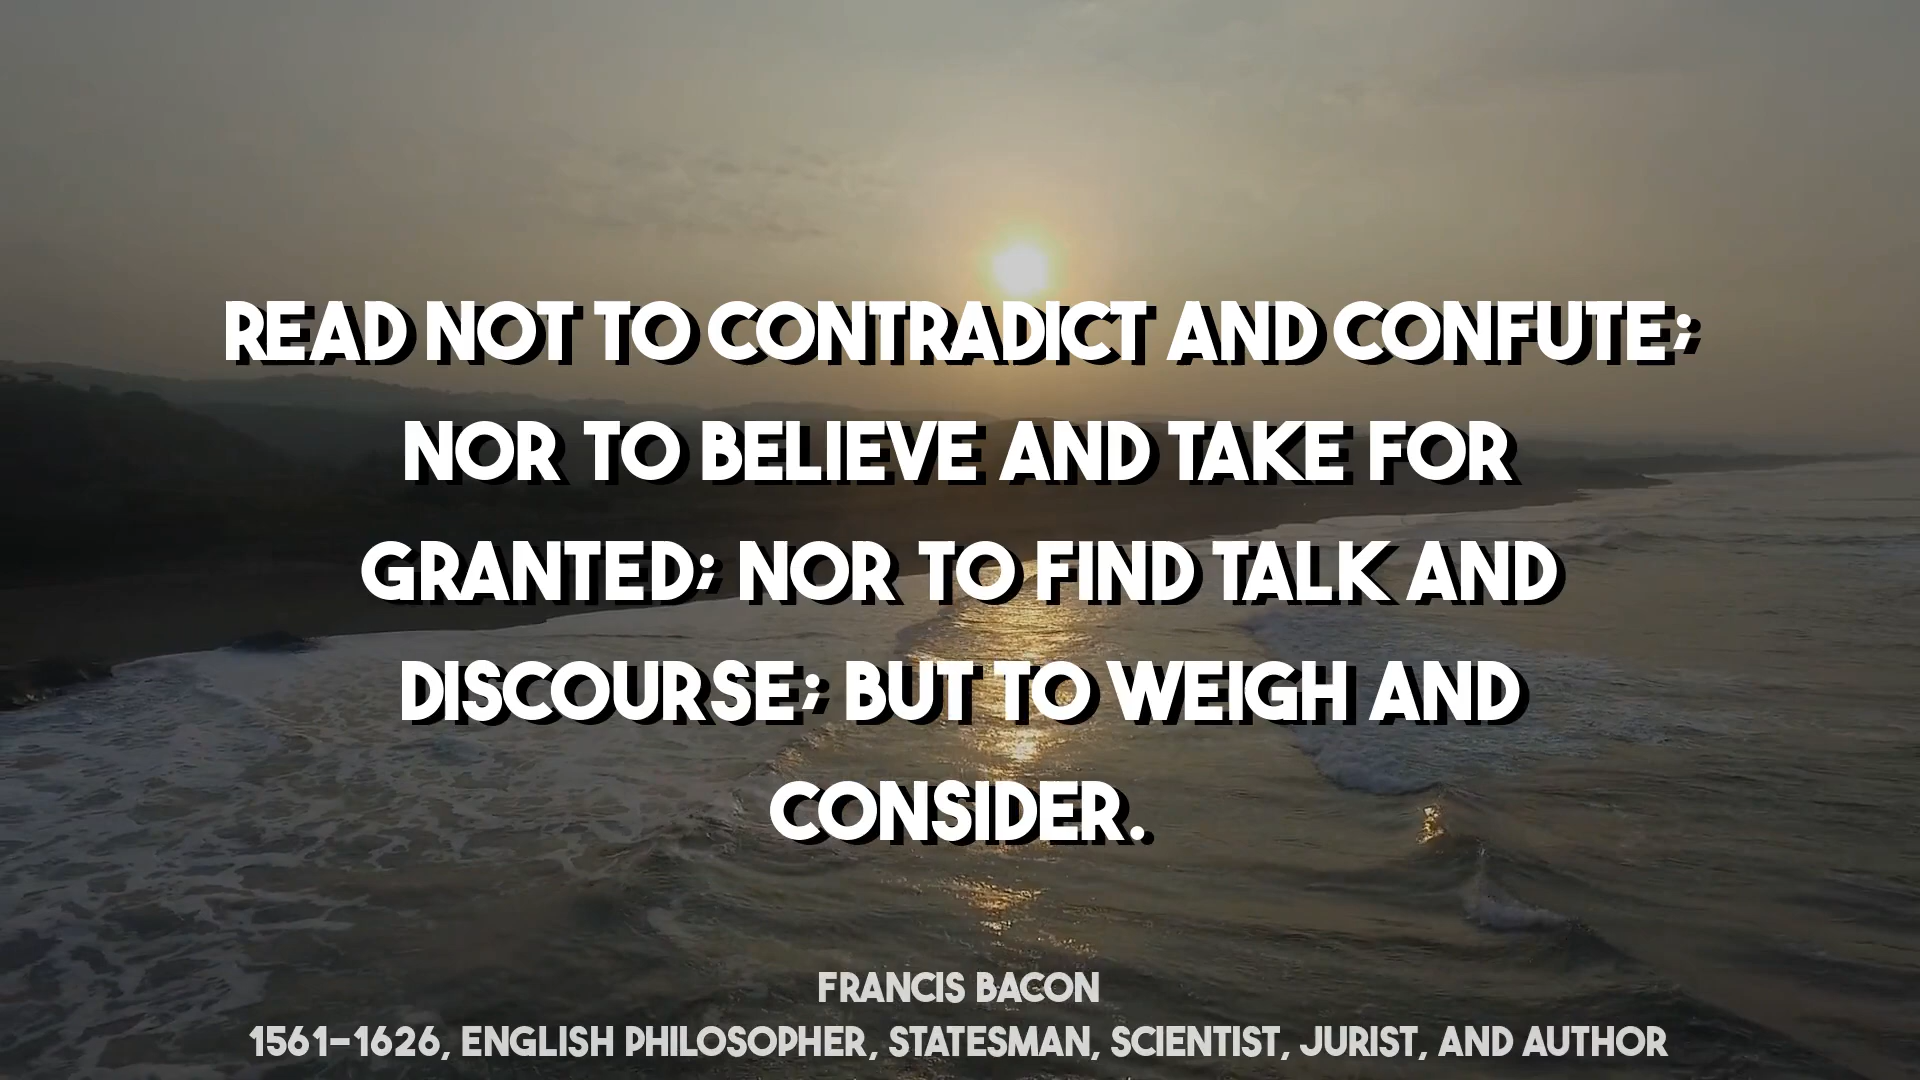 READ NOT TO CONTRADICT AND CONFUTE;
NOR TO BELIEVE AND TAKE FOR
GRANTED; NOR TO FIND TALK AND
DISCOURSE; BUT TO WEIGH AND
CONSIDER.
FRANCIS BACON
1561-1626, ENGLISH PHILOSOPHER, STATESMAN, SCIENTIST, JURIST, AND AUTHOR